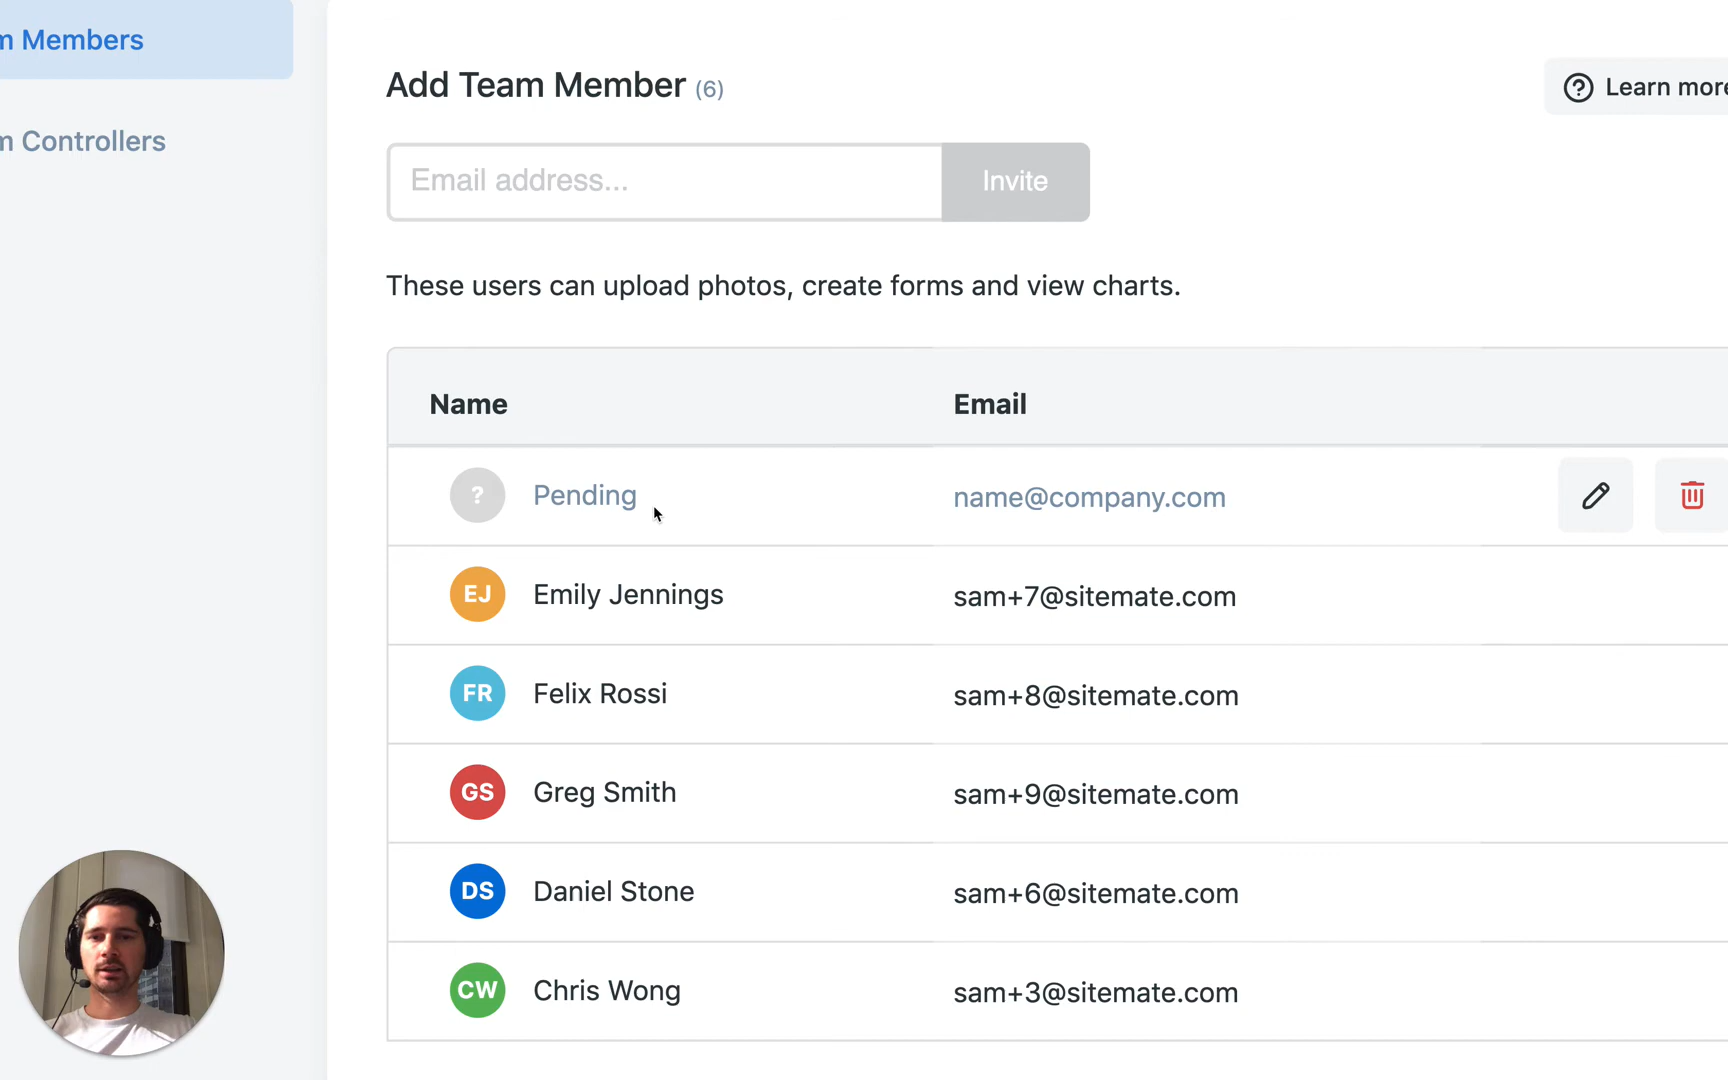 m Members
m Controllers
Add Team Member (6)
Learn more
Email address...
Invite
These users can upload photos, create forms and view charts.
Name Email
? Pending name@company.com
EJ Emily Jennings sam+7@sitemate.com
FR Felix Rossi sam+8@sitemate.com
GS Greg Smith sam+9@sitemate.com
DS Daniel Stone sam+6@sitemate.com
CW Chris Wong sam+3@sitemate.com